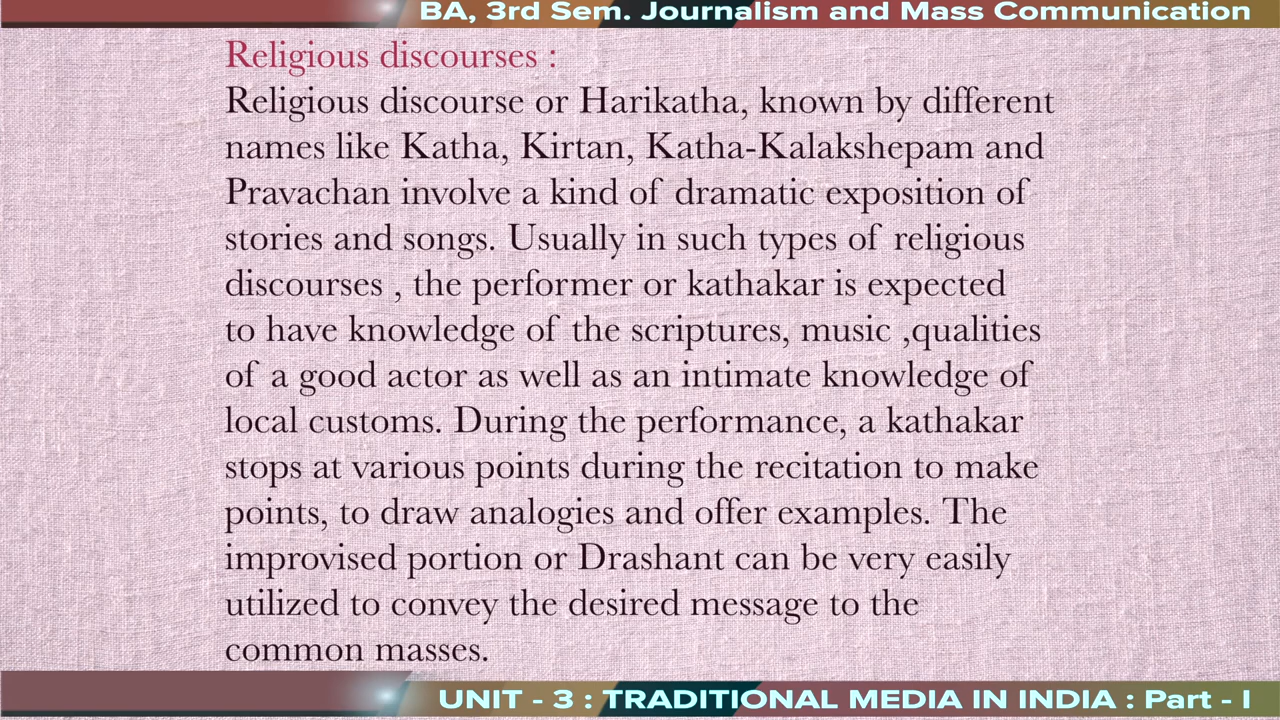 BA, 3rd Sem. Journalism and Mass Communication
Religious discourses :
Religious discourse or Harikatha, known by different
names like Katha, Kirtan, Katha-Kalakshepam and
Pravachan involve a kind of dramatic exposition of
stories and songs. Usually in such types of religious
discourses , the performer or kathakar is expected
to have knowledge of the scriptures, music ,qualities
of a good actor as well as an intimate knowledge of
local customs. During the performance, a kathakar
stops at various points during the recitation to make
points, to draw analogies and offer examples. The
improvised portion or Drashant can be very easily
utilized to convey the desired message to the
common masses.
UNIT - 3 : TRADITIONAL MEDIA IN INDIA : Part - I